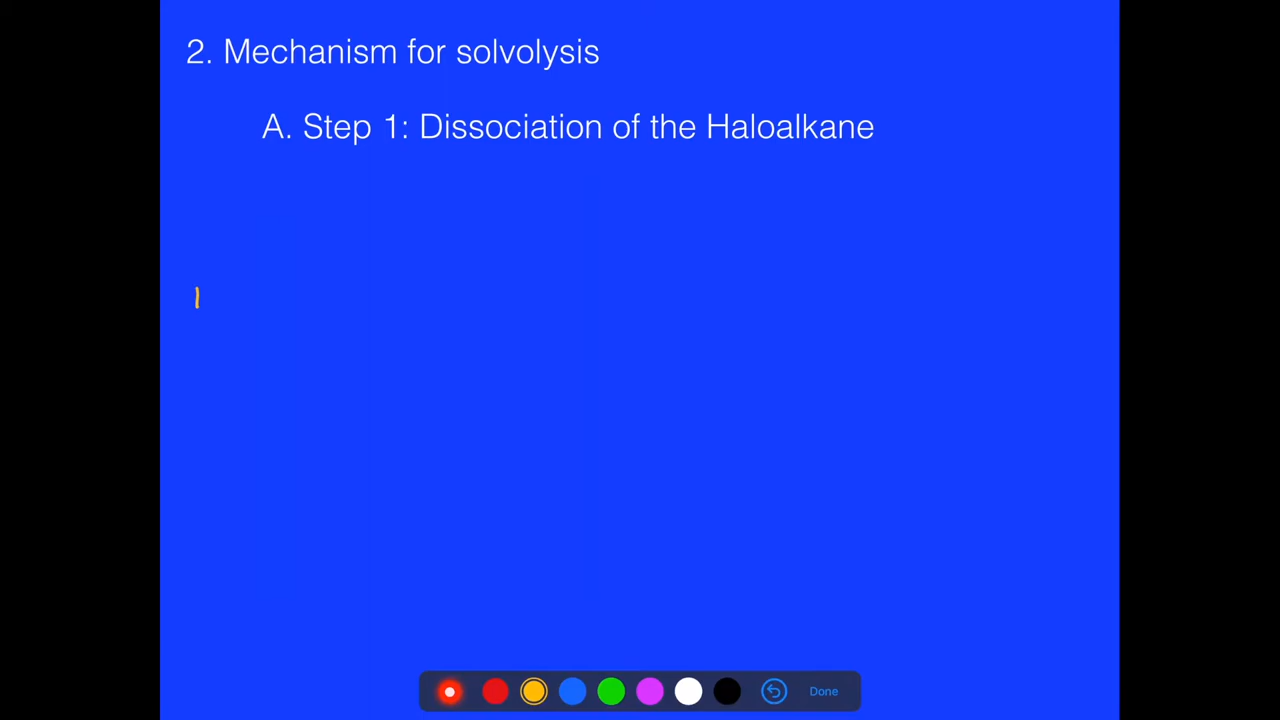 2. Mechanism for solvolysis
A. Step 1: Dissociation of the Haloalkane
Done